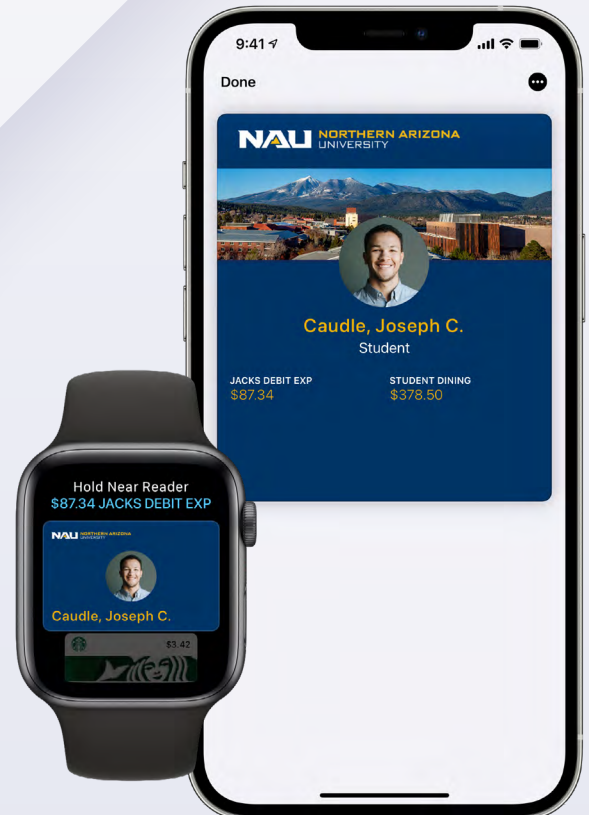 9:41
Done
NAU NORTHERN ARIZONA
UNIVERSITY
Caudle, Joseph C.
Student
JACKS DEBIT EXP
$87.34
STUDENT DINING
$378.50
Hold Near Reader
$87.34 JACKS DEBIT EXP
NAU NORTHERN ARIZONA
UNIVERSITY
Caudle, Joseph C.
$3.42